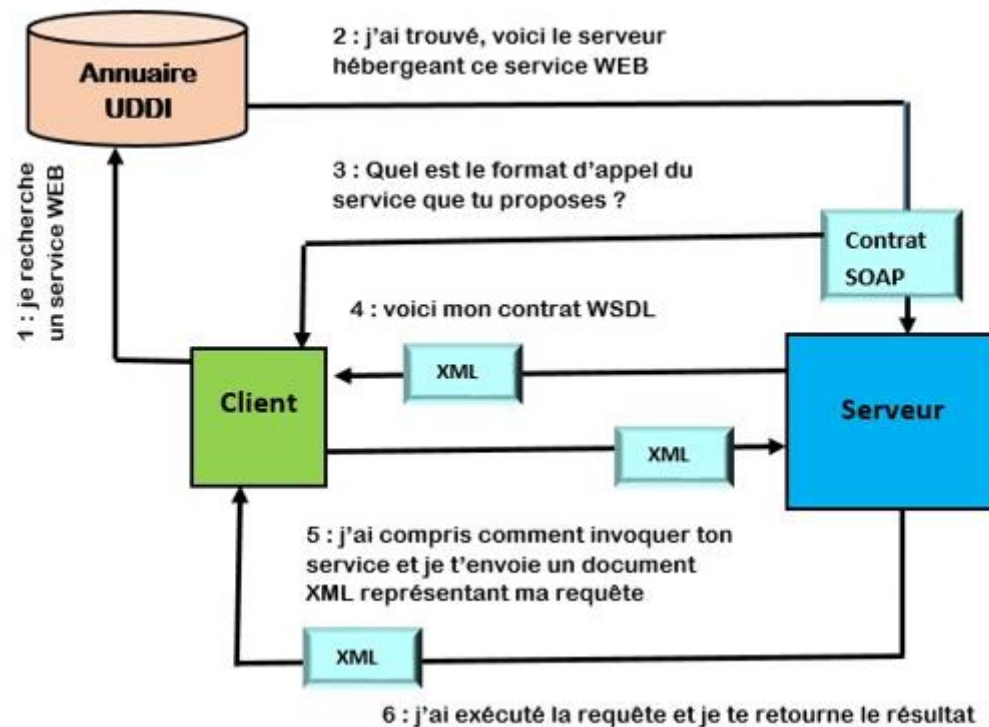 Annuaire
UDDI
2 : j'ai trouvé, voici le serveur
hébergeant ce service WEB
1 : je recherche
un service WEB
3 : Quel est le format d'appel du
service que tu proposes ?
Contrat
SOAP
4 : voici mon contrat WSDL
XML
Client
Serveur
XML
5 : j'ai compris comment invoquer ton
service et je t'envoie un document
XML représentant ma requête
XML
6 : j'ai exécuté la requête et je te retourne le résultat